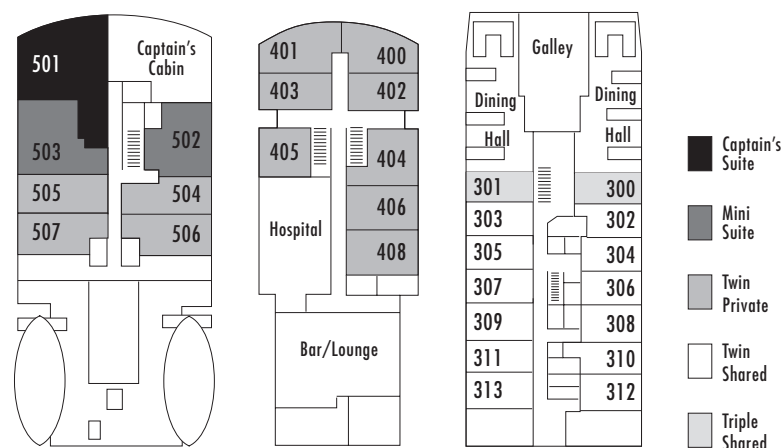 501
Captain's
Cabin
503
502
505
504
507
506
401
400
403
402
405
404
Hospital
406
408
Bar/Lounge
Galley
Dining
Hall
Dining
Hall
301
300
303
302
305
304
307
306
309
308
311
310
313
312
Captain's
Suite
Mini
Suite
Twin
Private
Twin
Shared
Triple
Shared